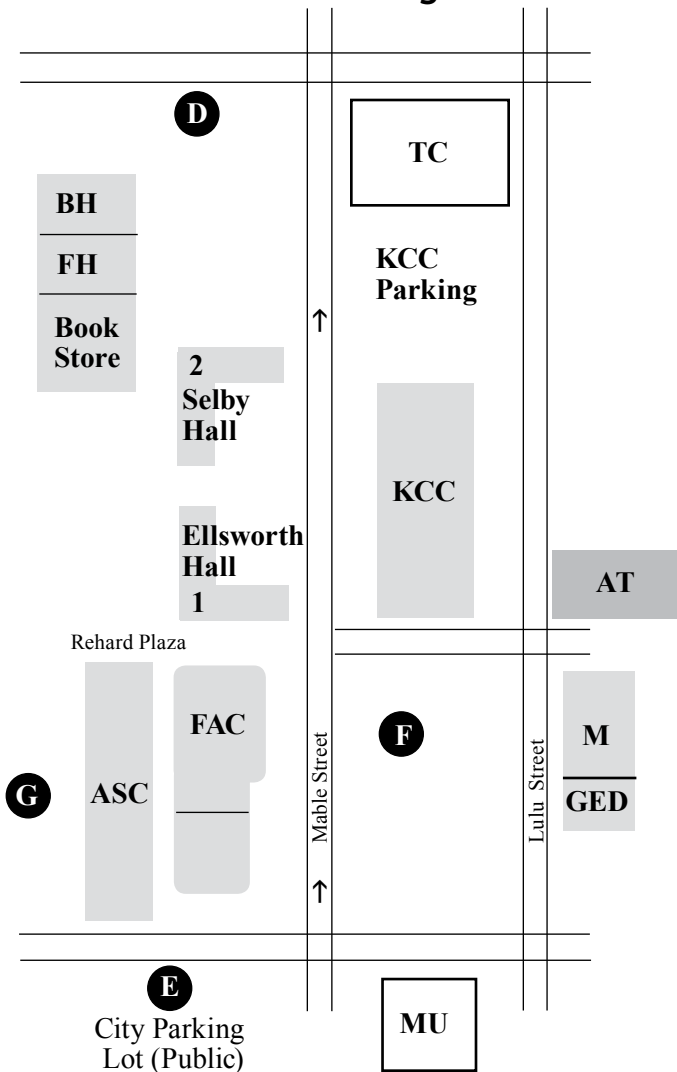 D
TC
BH
FH
Book
Store
KCC
Parking
↑
2
Selby
Hall
KCC
Ellsworth
Hall
1
AT
Rehard Plaza
FAC
F
M
G
ASC
GED
Mable Street
Lulu Street
↑
E
City Parking
Lot (Public)
MU